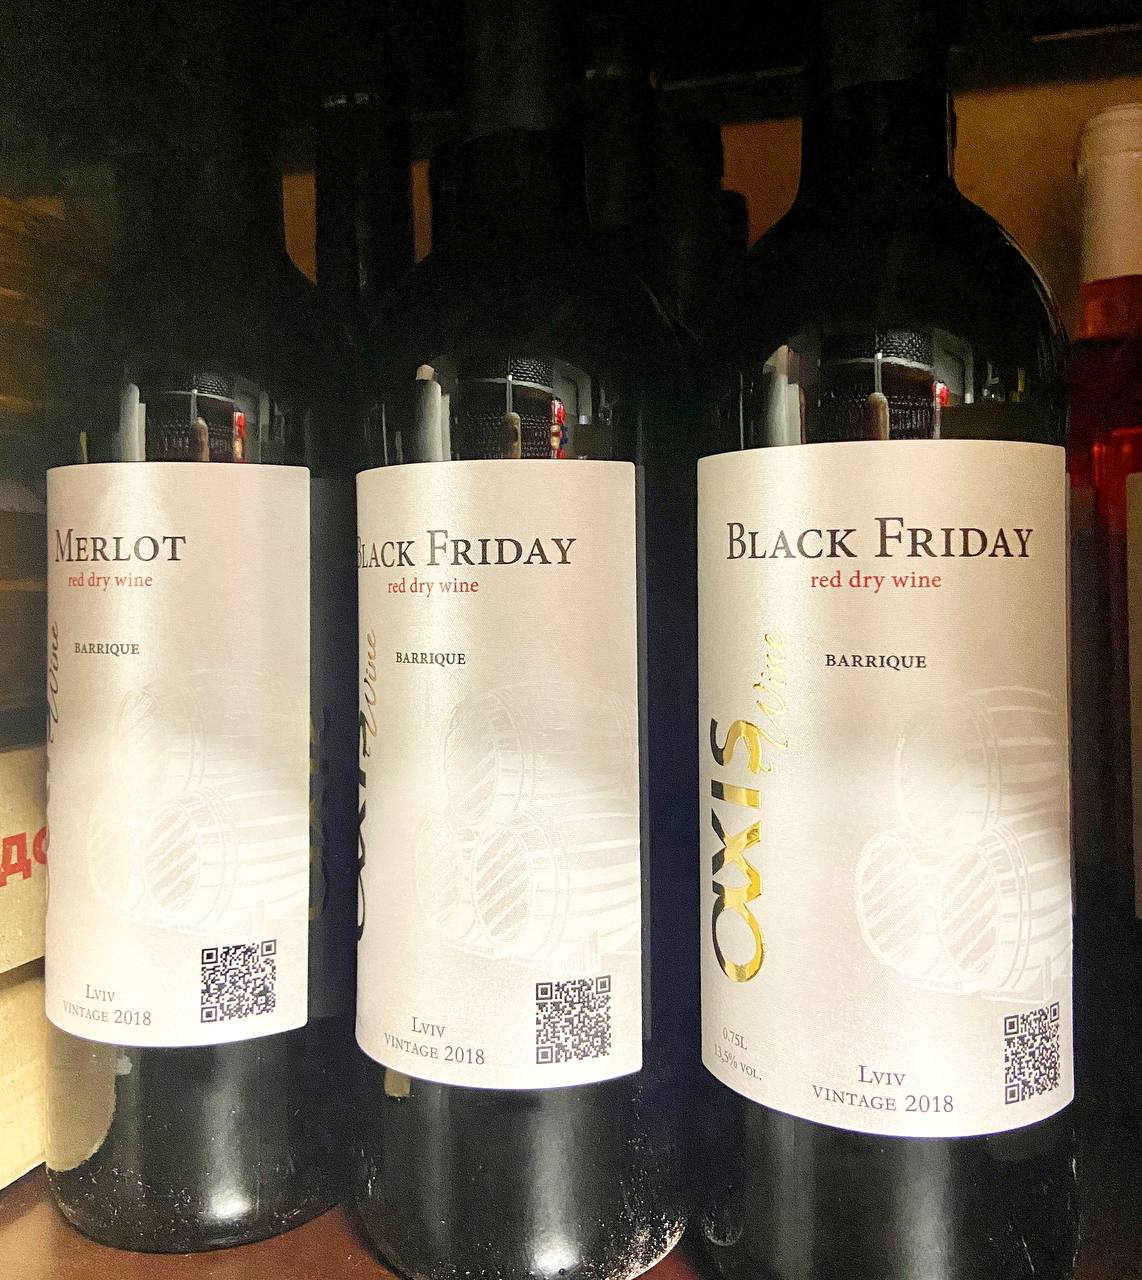 Merlot
red dry wine
Wine
BARRIQUE
Lviv
VINTAGE 2018
Black Friday
red dry wine
Wine
BARRIQUE
Lviv
VINTAGE 2018
Black Friday
red dry wine
BARRIQUE
axis
Wine
0.75L
13,5% VOL.
Lviv
VINTAGE 2018